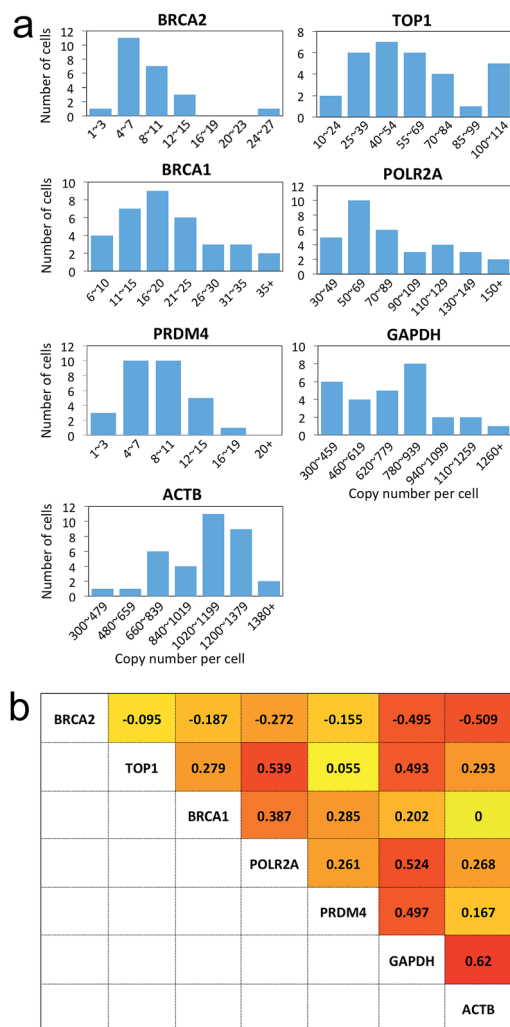 a
BRCA2
Number of cells
12
10
8
6
4
2
0
1~3 4~7 8~11 12~15 16~19 20~23 24~27
TOP1
8
6
4
2
0
10~24 25~39 40~54 55~69 70~84 85~99 100~114
BRCA1
Number of cells
10
8
6
4
2
0
6~10 11~15 16~20 21~25 26~30 31~35 35+
POLR2A
12
10
8
6
4
2
0
30~49 50~69 70~89 90~109 110~129 130~149 150+
PRDM4
Number of cells
12
10
8
6
4
2
0
1~3 4~7 8~11 12~15 16~19 20+
GAPDH
10
8
6
4
2
0
300~459 460~619 620~779 780~939 940~1099 110~1259 1260+
Copy number per cell
ACTB
Number of cells
12
10
8
6
4
2
0
300~479 480~659 660~839 840~1019 1020~1199 1200~1379 1380+
Copy number per cell
b
BRCA2 -0.095 -0.187 -0.272 -0.155 -0.495 -0.509
TOP1 0.279 0.539 0.055 0.493 0.293
BRCA1 0.387 0.285 0.202 0
POLR2A 0.261 0.524 0.268
PRDM4 0.497 0.167
GAPDH 0.62
ACTB